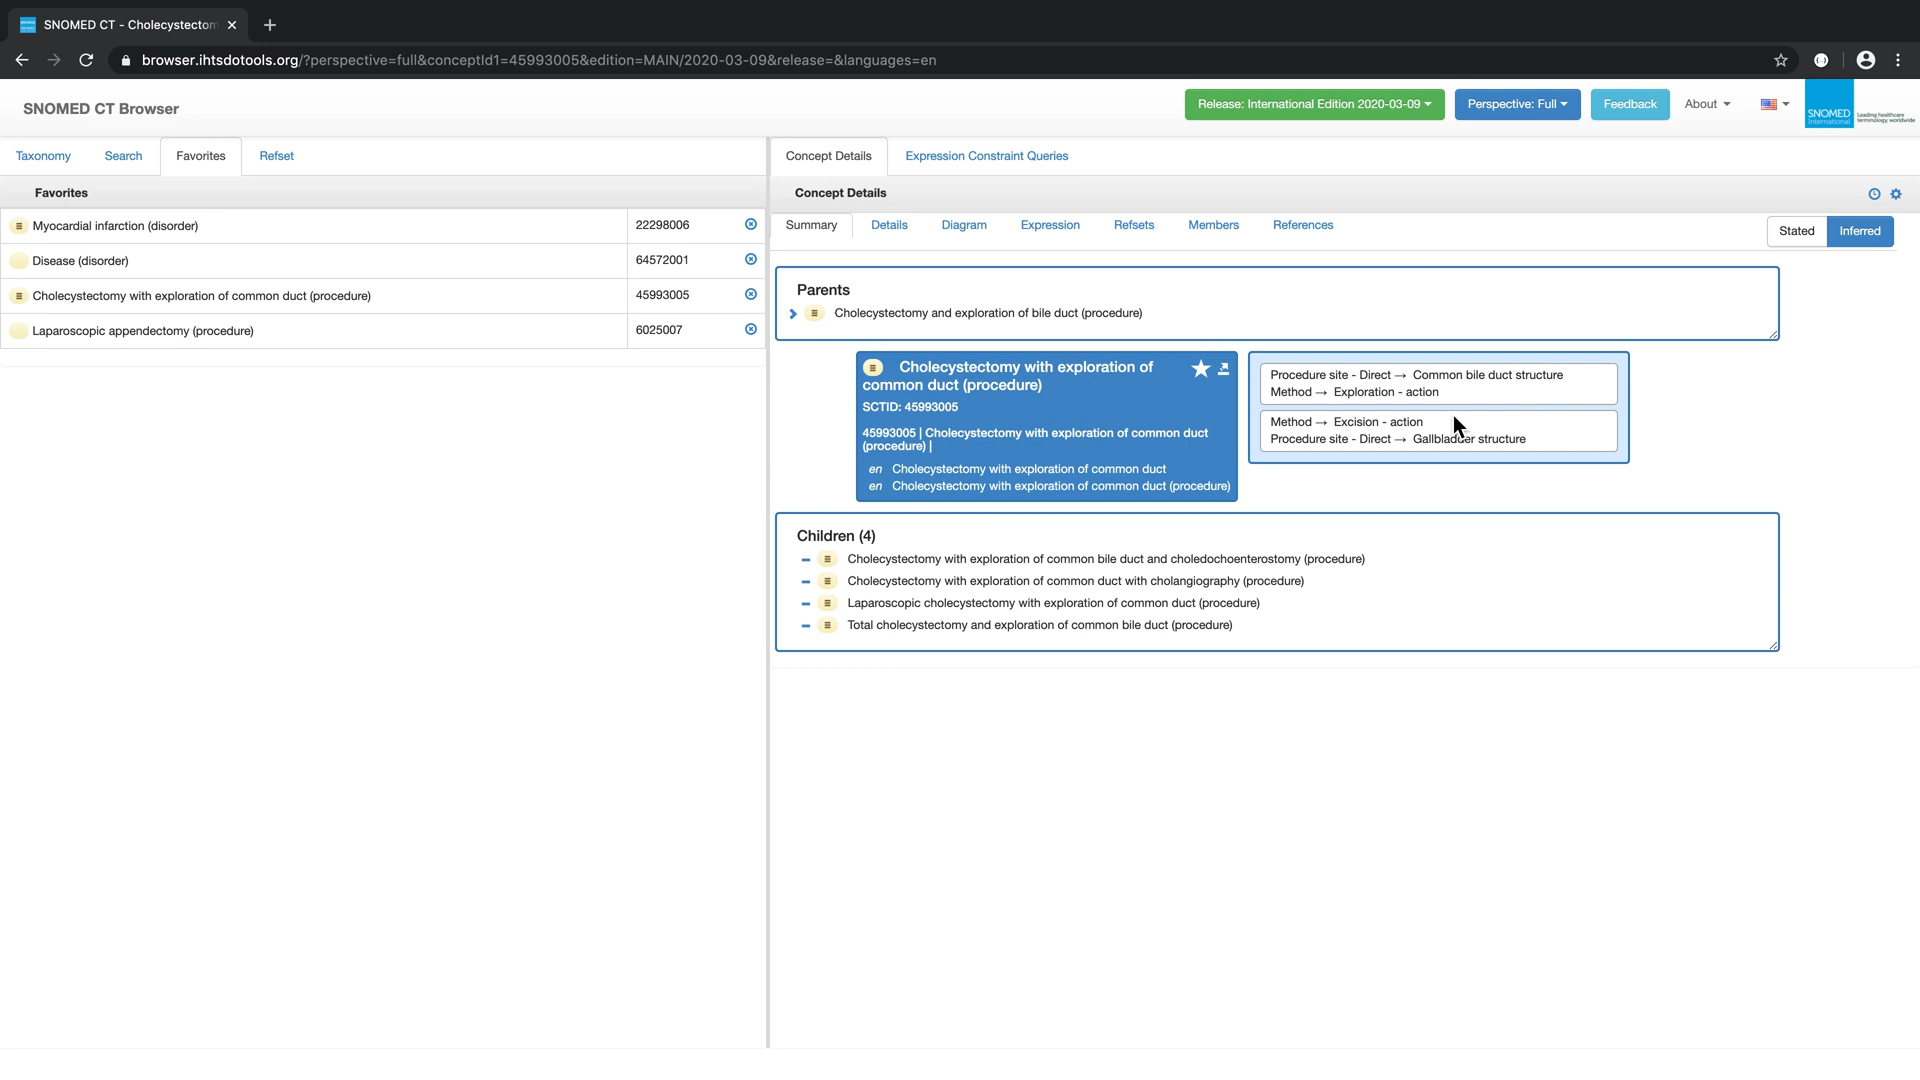 SNOMED CT - Cholecystectom
browser.ihtsdotools.org/?perspective=full&conceptId1=45993005&edition=MAIN/2020-03-09&release=&languages=en
SNOMED CT Browser
Release: International Edition 2020-03-09
Perspective: Full
Feedback
About
SNOMED
International
Leading healthcare
terminology, worldwide
Taxonomy
Search
Favorites
Refset
Favorites
Myocardial infarction (disorder)
22298006
Disease (disorder)
64572001
Cholecystectomy with exploration of common duct (procedure)
45993005
Laparoscopic appendectomy (procedure)
6025007
Concept Details
Expression Constraint Queries
Concept Details
Summary
Details
Diagram
Expression
Refsets
Members
References
Stated
Inferred
Parents
Cholecystectomy and exploration of bile duct (procedure)
Cholecystectomy with exploration of
common duct (procedure)
SCTID: 45993005
45993005 | Cholecystectomy with exploration of common duct
(procedure) |
en Cholecystectomy with exploration of common duct
en Cholecystectomy with exploration of common duct (procedure)
Procedure site - Direct → Common bile duct structure
Method → Exploration - action
Method → Excision - action
Procedure site - Direct → Gallbladder structure
Children (4)
Cholecystectomy with exploration of common bile duct and choledochoenterostomy (procedure)
Cholecystectomy with exploration of common duct with cholangiography (procedure)
Laparoscopic cholecystectomy with exploration of common duct (procedure)
Total cholecystectomy and exploration of common bile duct (procedure)